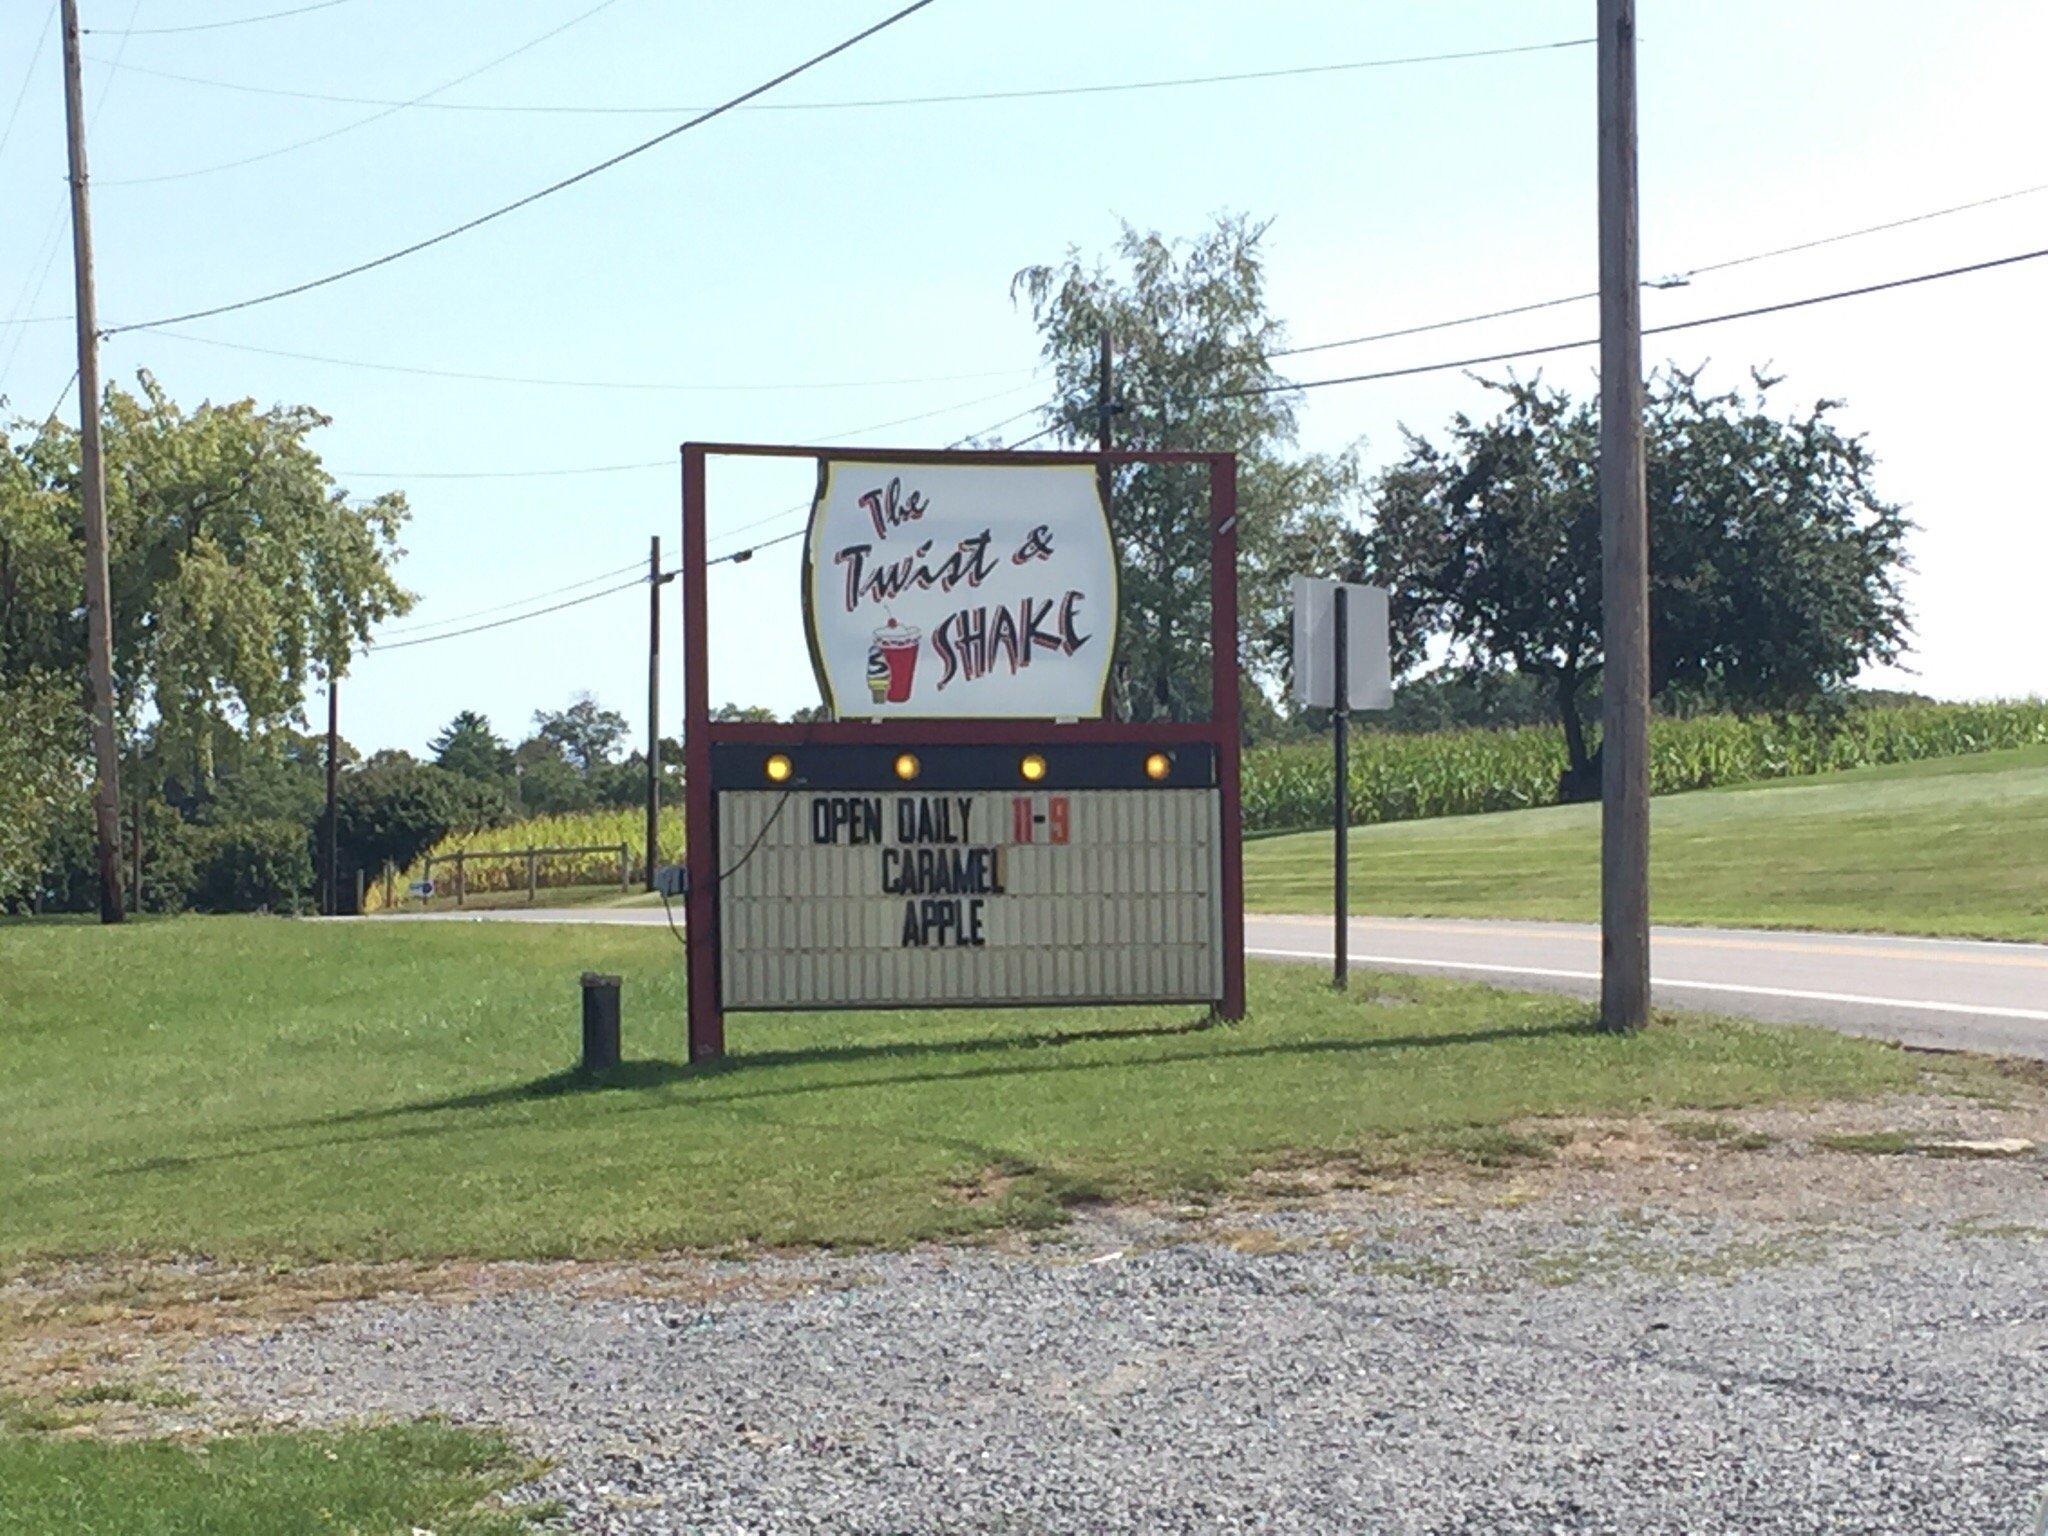 The
Twist &
SHAKE
OPEN DAILY 11-9
CARAMEL
APPLE